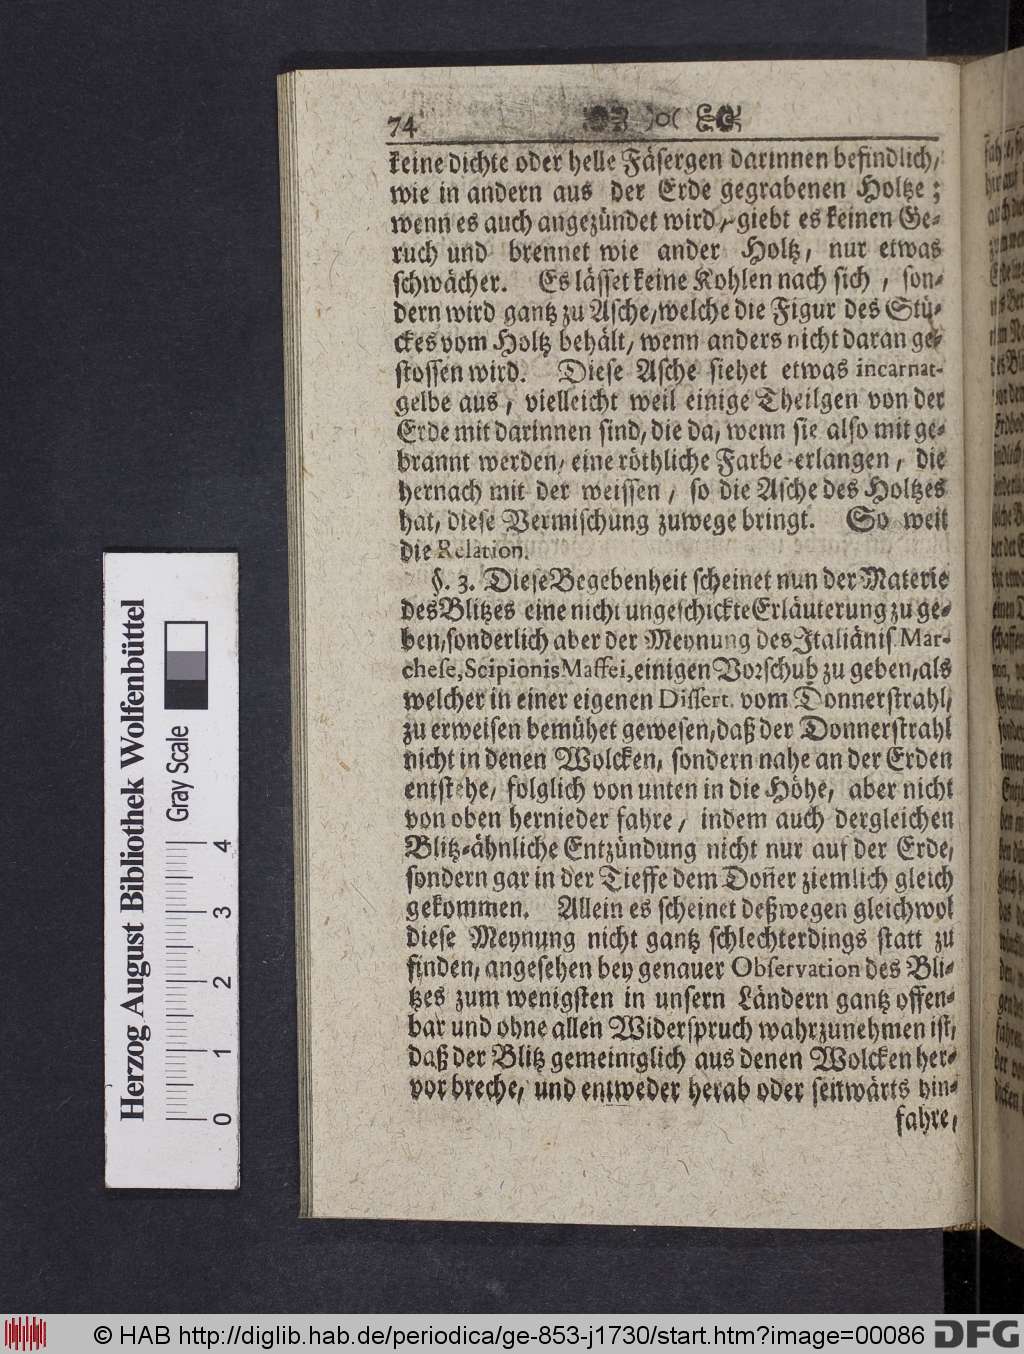 74
keine dichte oder helle Fäsergen darinnen befindlich,
wie in andern aus der Erde gegrabenen Holtze;
wenn es auch angezündet wird, giebt es keinen Ge-
ruch und brennet wie ander Holtz, nur etwas
schwächer. Es lässet keine Kohlen nach sich, son-
dern wird gantz zu Asche, welche die Figur des Stü-
ckes vom Holtz behält, wenn anders nicht daran ge-
stossen wird. Diese Asche siehet etwas incarnat-
gelbe aus, vielleicht weil einige Theilgen von der
Erde mit darinnen sind, die da, wenn sie also mit ge-
brannt werden, eine röthliche Farbe erlangen, die
hernach mit der weissen, so die Asche des Holtzes
hat, diese Vermischung zuwege bringt. So weit
die Relation.
§. 3. Diese Begebenheit scheinet nun der Materie
des Blitzes eine nicht ungeschickte Erläuterung zu ge-
ben, sonderlich aber der Meynung des Italiänis. Mar-
chese, Scipionis Maffei, einigen Vorschub zu geben, als
welcher in einer eigenen Dissert. vom Donnerstrahl,
zu erweisen bemühet gewesen, daß der Donnerstrahl
nicht in denen Wolcken, sondern nahe an der Erden
entstehe, folglich von unten in die Höhe, aber nicht
von oben hernieder fahre, indem auch dergleichen
Blitz-ähnliche Entzündung nicht nur auf der Erde,
sondern gar in der Tieffe dem Doñer ziemlich gleich
gekommen. Allein es scheinet deßwegen gleichwol
diese Meynung nicht gantz schlechterdings statt zu
finden, angesehen bey genauer Observation des Bli-
tzes zum wenigsten in unsern Ländern gantz offen-
bar und ohne allen Widerspruch wahrzunehmen ist,
daß der Blitz gemeiniglich aus denen Wolcken her-
vor breche, und entweder herab oder seitwärts hin-
fahre,
Herzog August Bibliothek Wolfenbüttel
Gray Scale
0 1 2 3 4
© HAB http://diglib.hab.de/periodica/ge-853-j1730/start.htm?image=00086
DFG